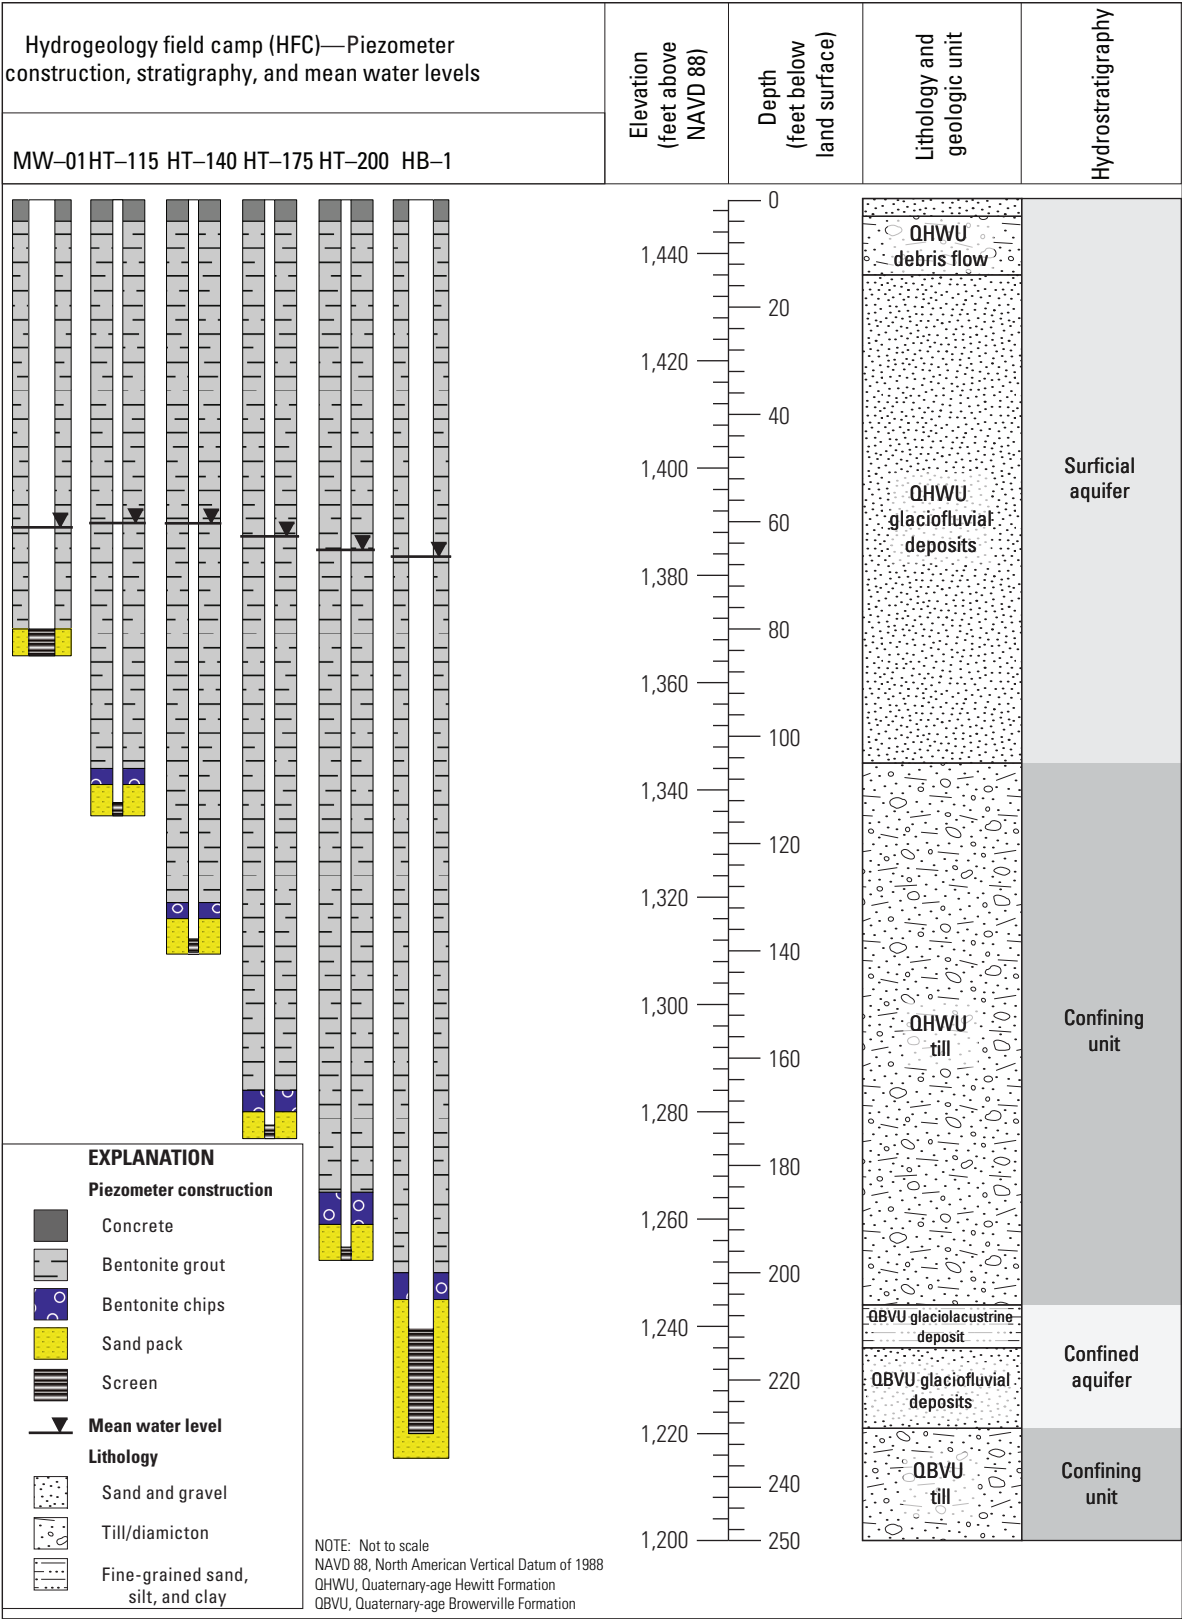 Hydrogeology field camp (HFC)—Piezometer
construction, stratigraphy, and mean water levels
MW–01 HT–115 HT–140 HT–175 HT–200 HB–1
Elevation
(feet above
NAVD 88)
Depth
(feet below
land surface)
Lithology and
geologic unit
Hydrostratigraphy
1,440
1,420
1,400
1,380
1,360
1,340
1,320
1,300
1,280
1,260
1,240
1,220
1,200
0
20
40
60
80
100
120
140
160
180
200
220
240
250
QHWU
debris flow
QHWU
glaciofluvial
deposits
QHWU
till
QBVU glaciolacustrine
deposit
QBVU glaciofluvial
deposits
QBVU
till
Surficial
aquifer
Confining
unit
Confined
aquifer
Confining
unit
EXPLANATION
Piezometer construction
Concrete
Bentonite grout
Bentonite chips
Sand pack
Screen
Mean water level
Lithology
Sand and gravel
Till/diamicton
Fine-grained sand,
silt, and clay
NOTE: Not to scale
NAVD 88, North American Vertical Datum of 1988
QHWU, Quaternary-age Hewitt Formation
QBVU, Quaternary-age Browerville Formation